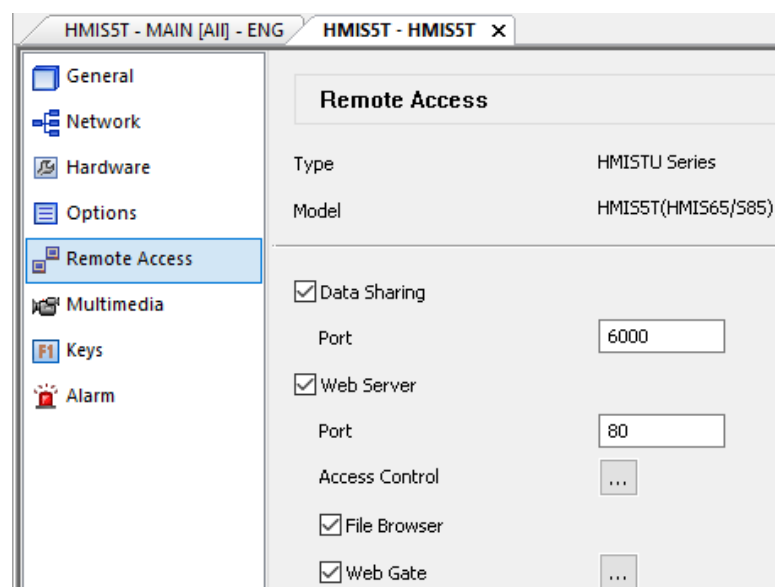 HMIS5T - MAIN [All] - ENG
HMIS5T - HMIS5T X
General
Network
Hardware
Options
Remote Access
Multimedia
F1 Keys
Alarm
Remote Access
Type HMISTU Series
Model HMIS5T(HMIS65/S85)
Data Sharing
Port 6000
Web Server
Port 80
Access Control ...
File Browser
Web Gate ...